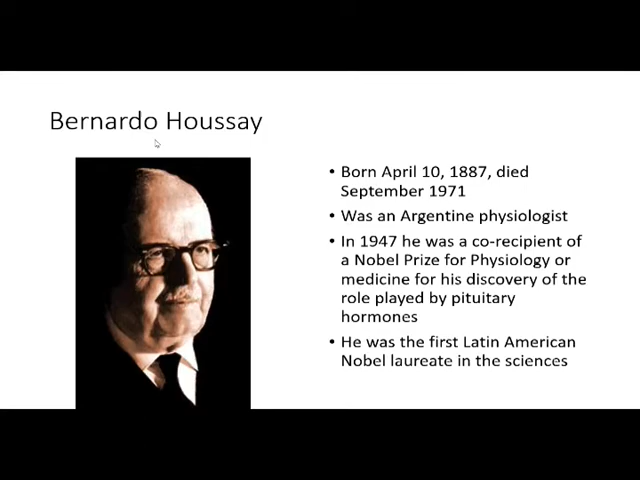 Bernardo Houssay
• Born April 10, 1887, died
September 1971
• Was an Argentine physiologist
• In 1947 he was a co-recipient of
a Nobel Prize for Physiology or
medicine for his discovery of the
role played by pituitary
hormones
• He was the first Latin American
Nobel laureate in the sciences